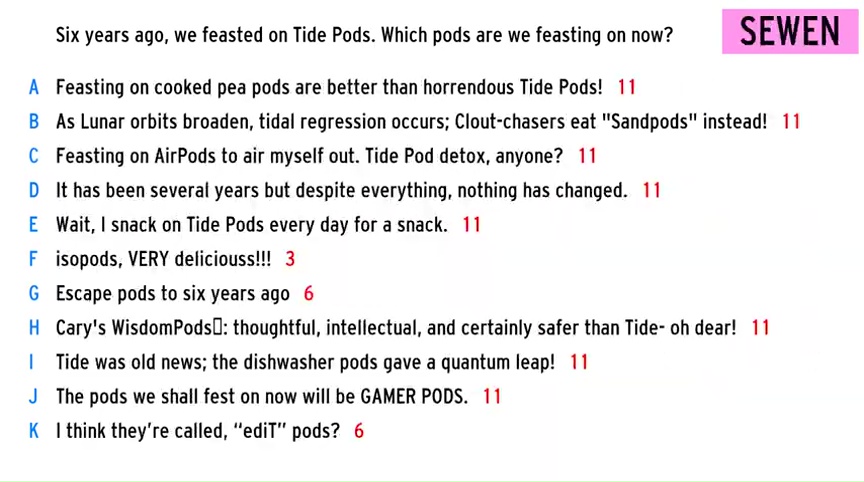 Six years ago, we feasted on Tide Pods. Which pods are we feasting on now?
SEWEN
A Feasting on cooked pea pods are better than horrendous Tide Pods! 11
B As Lunar orbits broaden, tidal regression occurs; Clout-chasers eat "Sandpods" instead! 11
C Feasting on AirPods to air myself out. Tide Pod detox, anyone? 11
D It has been several years but despite everything, nothing has changed. 11
E Wait, I snack on Tide Pods every day for a snack. 11
F isopods, VERY deliciouss!!! 3
G Escape pods to six years ago 6
H Cary's WisdomPods▯: thoughtful, intellectual, and certainly safer than Tide- oh dear! 11
I Tide was old news; the dishwasher pods gave a quantum leap! 11
J The pods we shall fest on now will be GAMER PODS. 11
K I think they’re called, “ediT” pods? 6